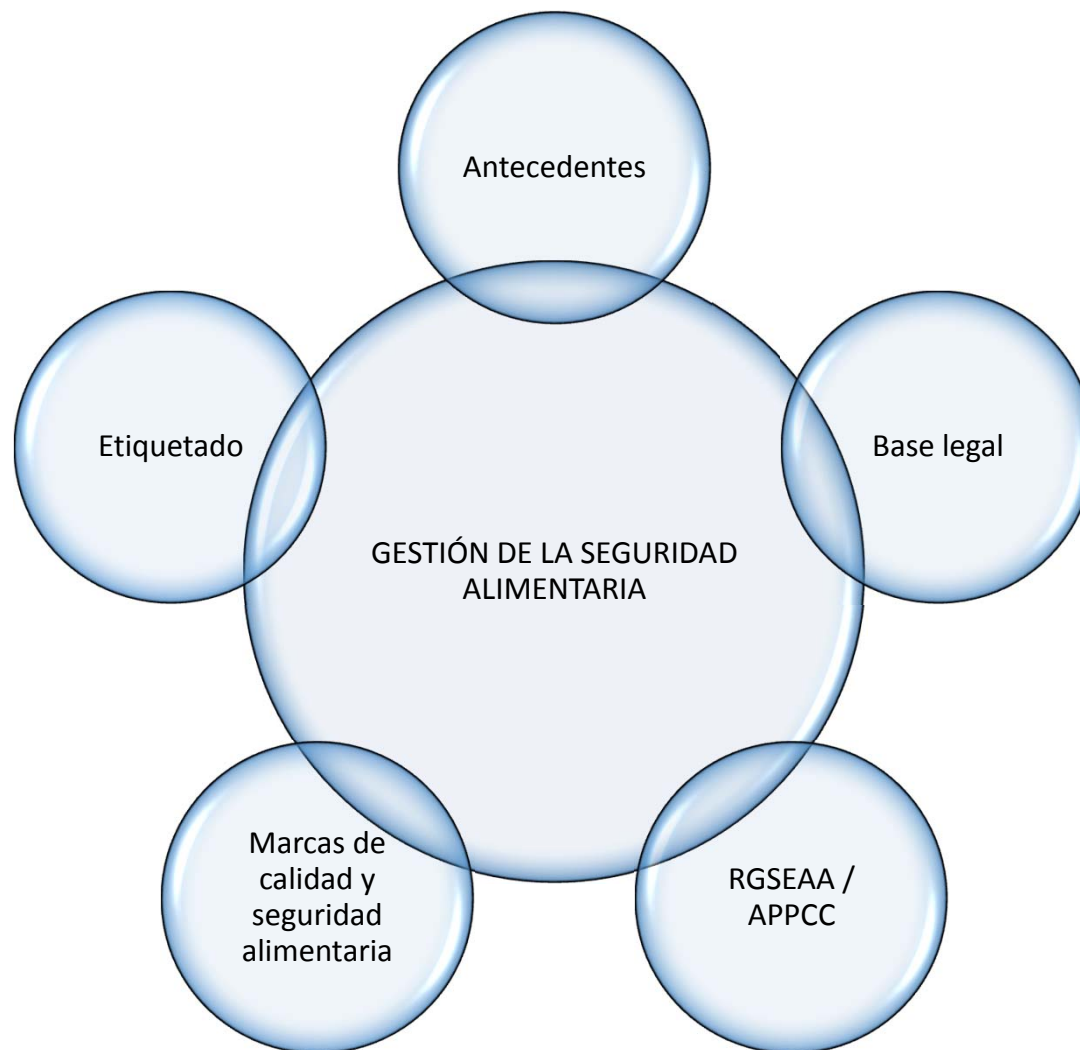 Antecedentes
Etiquetado
Base legal
GESTIÓN DE LA SEGURIDAD
ALIMENTARIA
Marcas de
calidad y
seguridad
alimentaria
RGSEAA /
APPCC